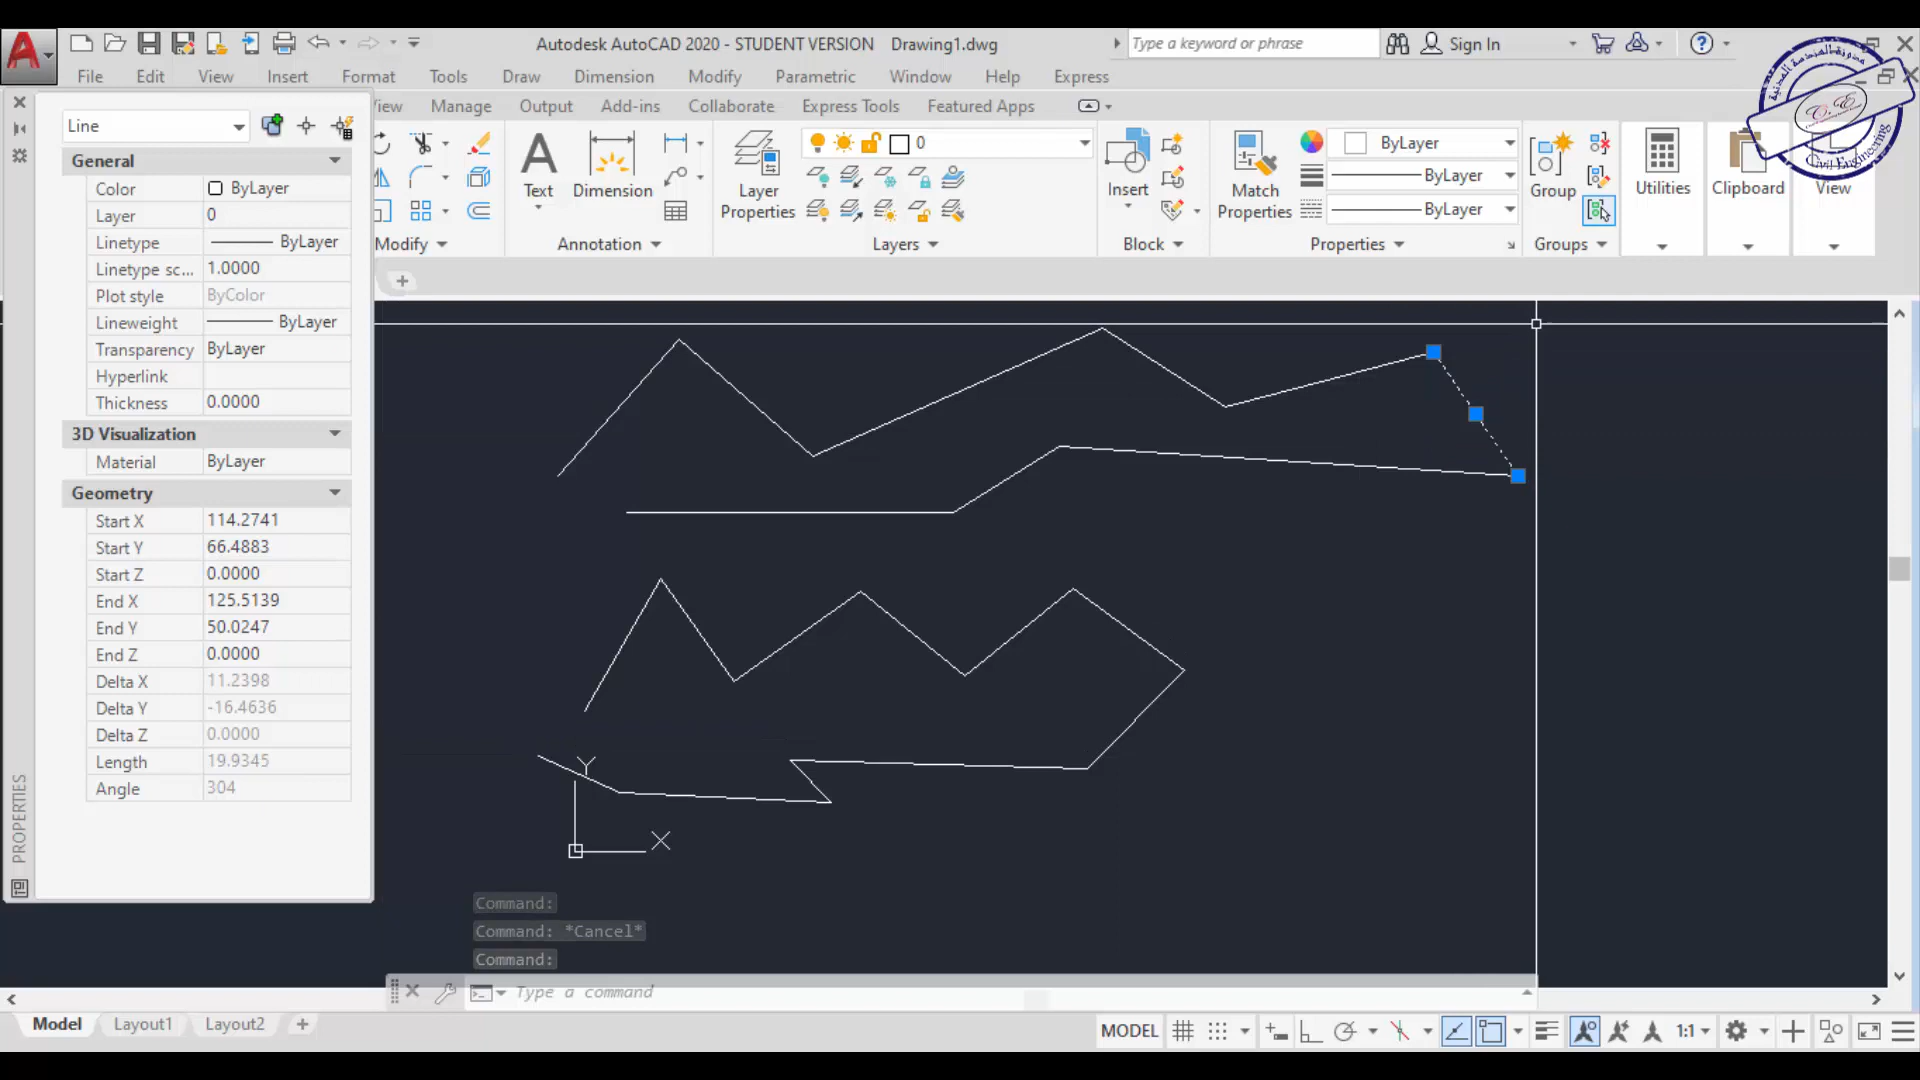 Autodesk AutoCAD 2020 - STUDENT VERSION Drawing1.dwg
Type a keyword or phrase
Sign In
File Edit View Insert Format Tools Draw Dimension Modify Parametric Window Help Express
Manage Output Add-ins Collaborate Express Tools Featured Apps
مدونة الهندسة المدنية
C.E
Civil Engineering
Text
Dimension
Layer
Properties
0
Insert
Match
Properties
ByLayer
ByLayer
ByLayer
Group
Utilities
Clipboard
View
Modify
Annotation
Layers
Block
Properties
Groups
Line
General
Color ByLayer
Layer 0
Linetype ByLayer
Linetype sc... 1.0000
Plot style ByColor
Lineweight ByLayer
Transparency ByLayer
Hyperlink
Thickness 0.0000
3D Visualization
Material ByLayer
Geometry
Start X 114.2741
Start Y 66.4883
Start Z 0.0000
End X 125.5139
End Y 50.0247
End Z 0.0000
Delta X 11.2398
Delta Y -16.4636
Delta Z 0.0000
Length 19.9345
Angle 304
PROPERTIES
Y
X
Command:
Command: *Cancel*
Command:
Type a command
Model Layout1 Layout2
MODEL
1:1